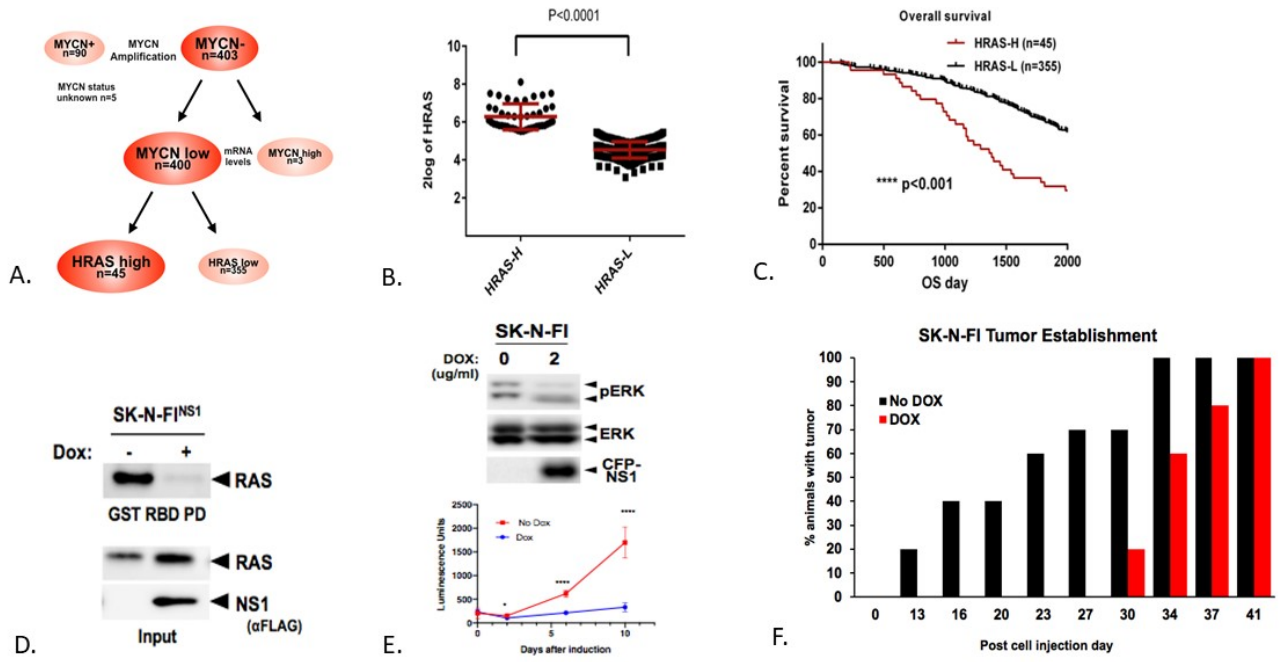 MYCN+
n=90
MYCN
Amplification
MYCN-
n=403
MYCN status
unknown n=5
MYCN low
n=400
mRNA
levels
MYCN high
n=3
HRAS high
n=45
HRAS low
n=355
A.
P<0.0001
2log of HRAS
10
8
6
4
2
HRAS-H
HRAS-L
B.
Overall survival
HRAS-H (n=45)
HRAS-L (n=355)
Percent survival
100
80
60
40
20
0
**** p<0.001
0 500 1000 1500 2000
OS day
C.
SK-N-FI^NS1
Dox: - +
RAS
GST RBD PD
RAS
NS1
(αFLAG)
Input
D.
SK-N-FI
DOX: 0 2
(ug/ml)
pERK
ERK
CFP-
NS1
Luminescence Units
2500
2000
1500
1000
500
0
No Dox
Dox
*
****
****
0 5 10
Days after induction
E.
SK-N-FI Tumor Establishment
% animals with tumor
100
90
80
70
60
50
40
30
20
10
0
No DOX
DOX
0 13 16 20 23 27 30 34 37 41
Post cell injection day
F.